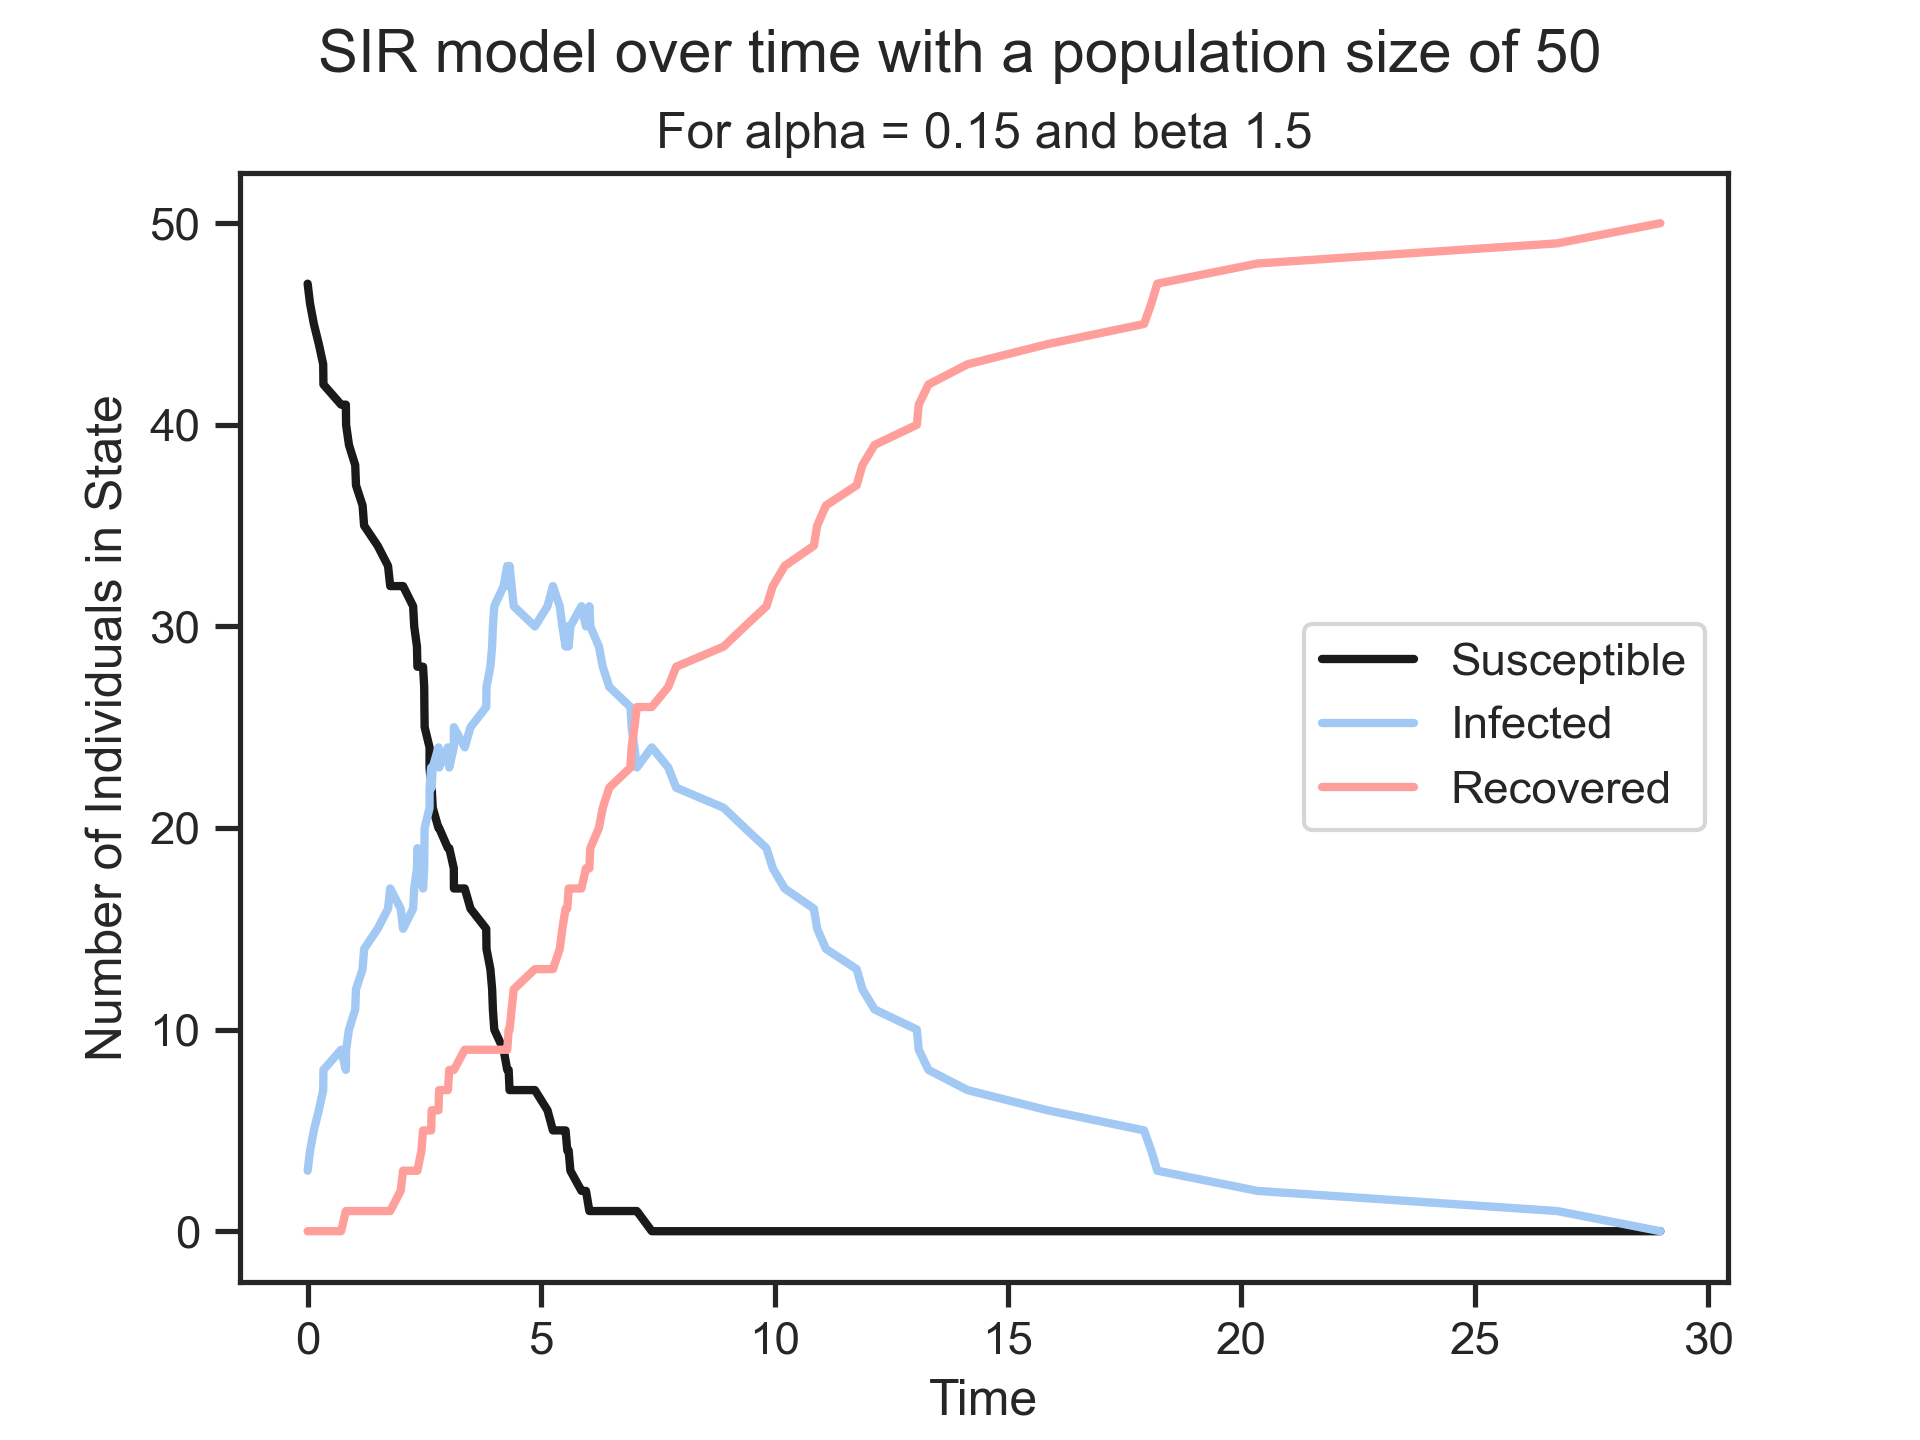 SIR model over time with a population size of 50
For alpha = 0.15 and beta 1.5
Number of Individuals in State
50
40
30
20
10
0
Susceptible
Infected
Recovered
0 5 10 15 20 25 30
Time